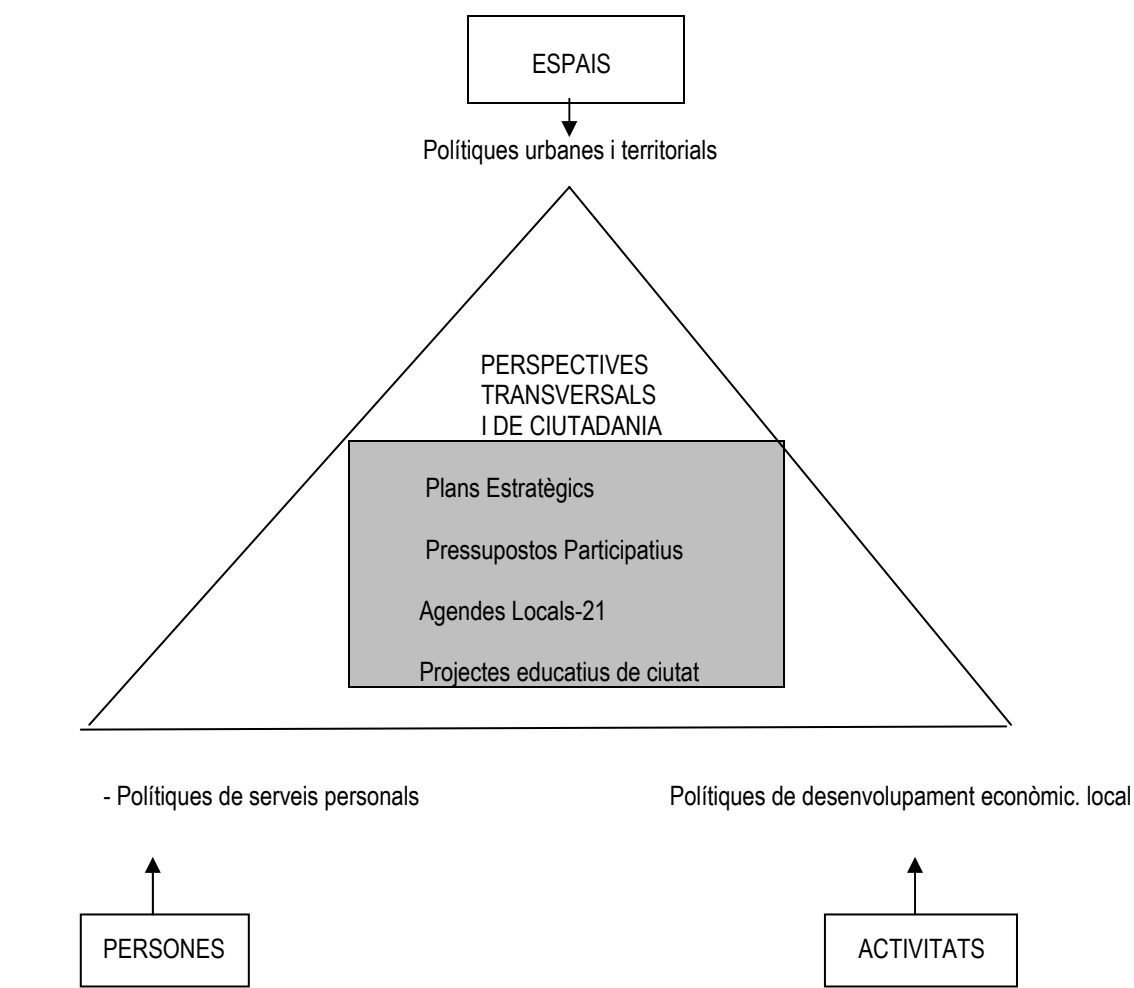 ESPAIS
Polítiques urbanes i territorials
PERSPECTIVES
TRANSVERSALS
I DE CIUTADANIA
Plans Estratègics
Pressupostos Participatius
Agendes Locals-21
Projectes educatius de ciutat
- Polítiques de serveis personals
Polítiques de desenvolupament econòmic. local
PERSONES
ACTIVITATS